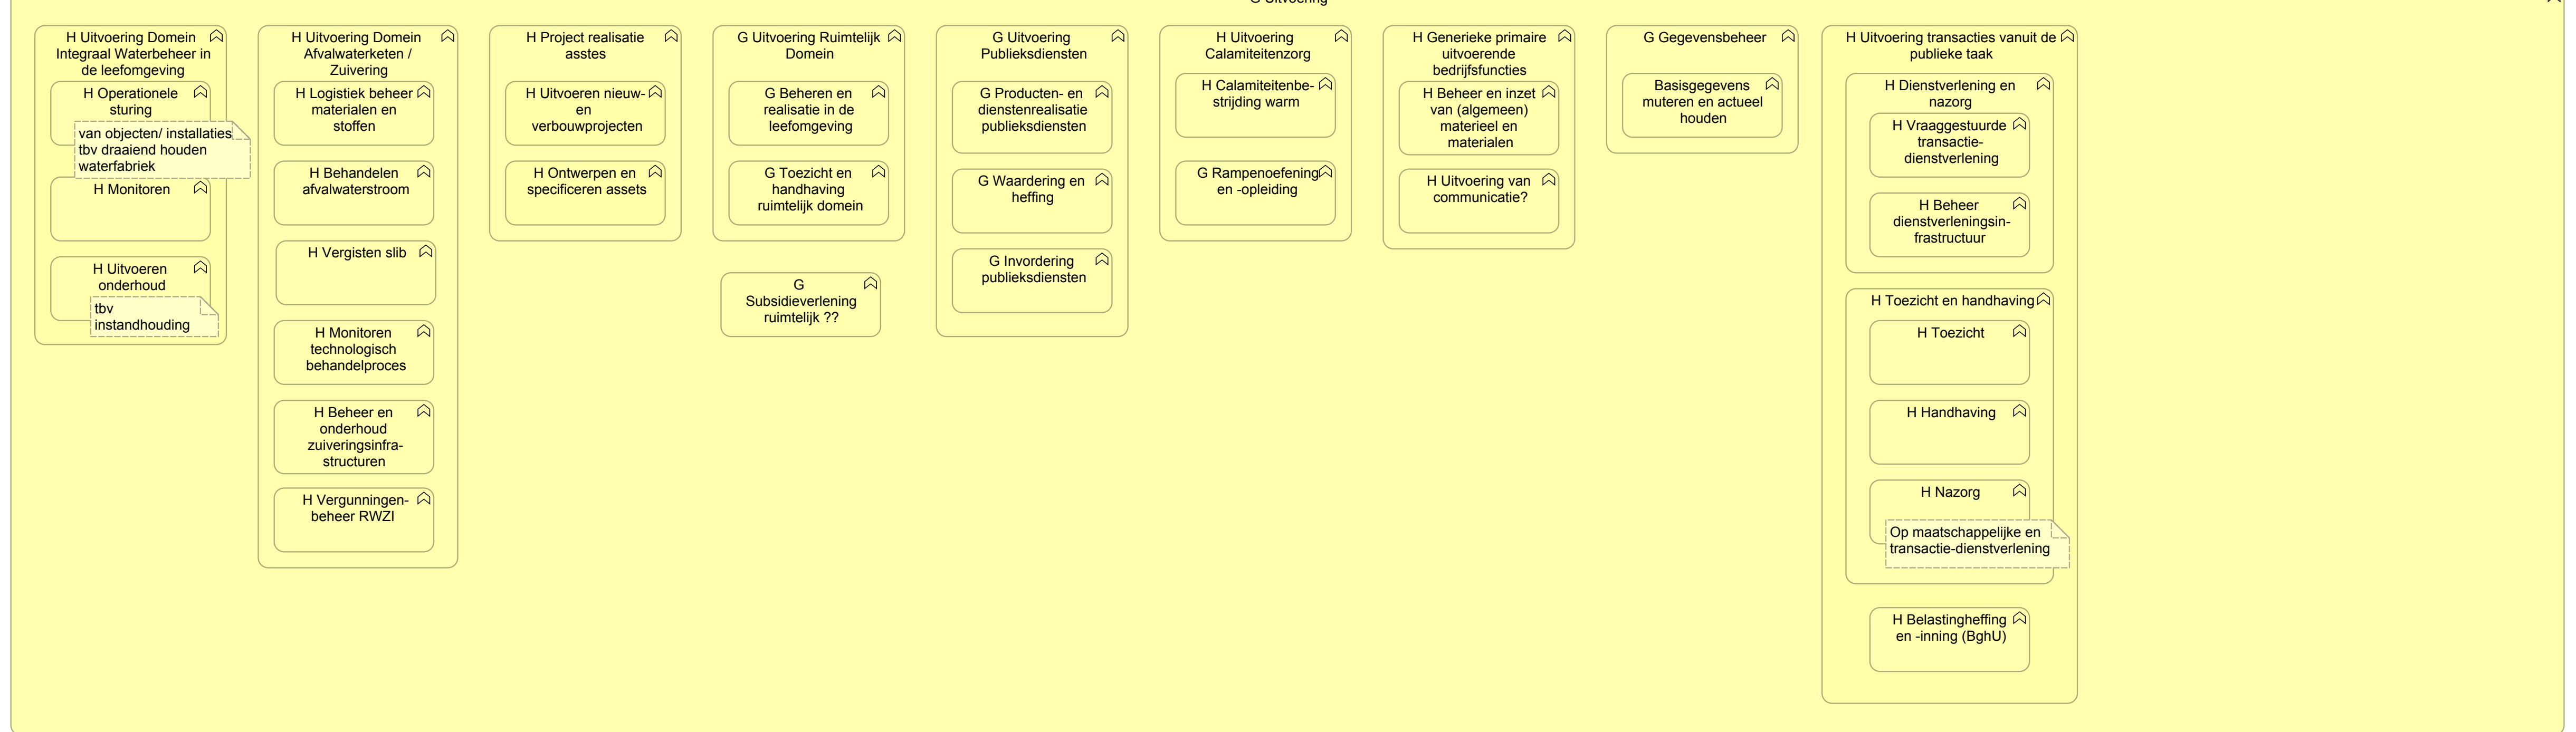 G Uitvoering
H Uitvoering Domein
Integraal Waterbeheer in
de leefomgeving
H Operationele
sturing
van objecten/ installaties
tbv draaiend houden
waterfabriek
H Monitoren
H Uitvoeren
onderhoud
tbv
instandhouding
H Uitvoering Domein
Afvalwaterketen /
Zuivering
H Logistiek beheer
materialen en
stoffen
H Behandelen
afvalwaterstroom
H Vergisten slib
H Monitoren
technologisch
behandelproces
H Beheer en
onderhoud
zuiveringsinfra-
structuren
H Vergunningen-
beheer RWZI
H Project realisatie
asstes
H Uitvoeren nieuw-
en
verbouwprojecten
H Ontwerpen en
specificeren assets
G Uitvoering Ruimtelijk
Domein
G Beheren en
realisatie in de
leefomgeving
G Toezicht en
handhaving
ruimtelijk domein
G
Subsidieverlening
ruimtelijk ??
G Uitvoering
Publieksdiensten
G Producten- en
dienstenrealisatie
publieksdiensten
G Waardering en
heffing
G Invordering
publieksdiensten
H Uitvoering
Calamiteitenzorg
H Calamiteitenbe-
strijding warm
G Rampenoefening
en -opleiding
H Generieke primaire
uitvoerende
bedrijfsfuncties
H Beheer en inzet
van (algemeen)
materieel en
materialen
H Uitvoering van
communicatie?
G Gegevensbeheer
Basisgegevens
muteren en actueel
houden
H Uitvoering transacties vanuit de
publieke taak
H Dienstverlening en
nazorg
H Vraaggestuurde
transactie-
dienstverlening
H Beheer
dienstverleningsin-
frastructuur
H Toezicht en handhaving
H Toezicht
H Handhaving
H Nazorg
Op maatschappelijke en
transactie-dienstverlening
H Belastingheffing
en -inning (BghU)